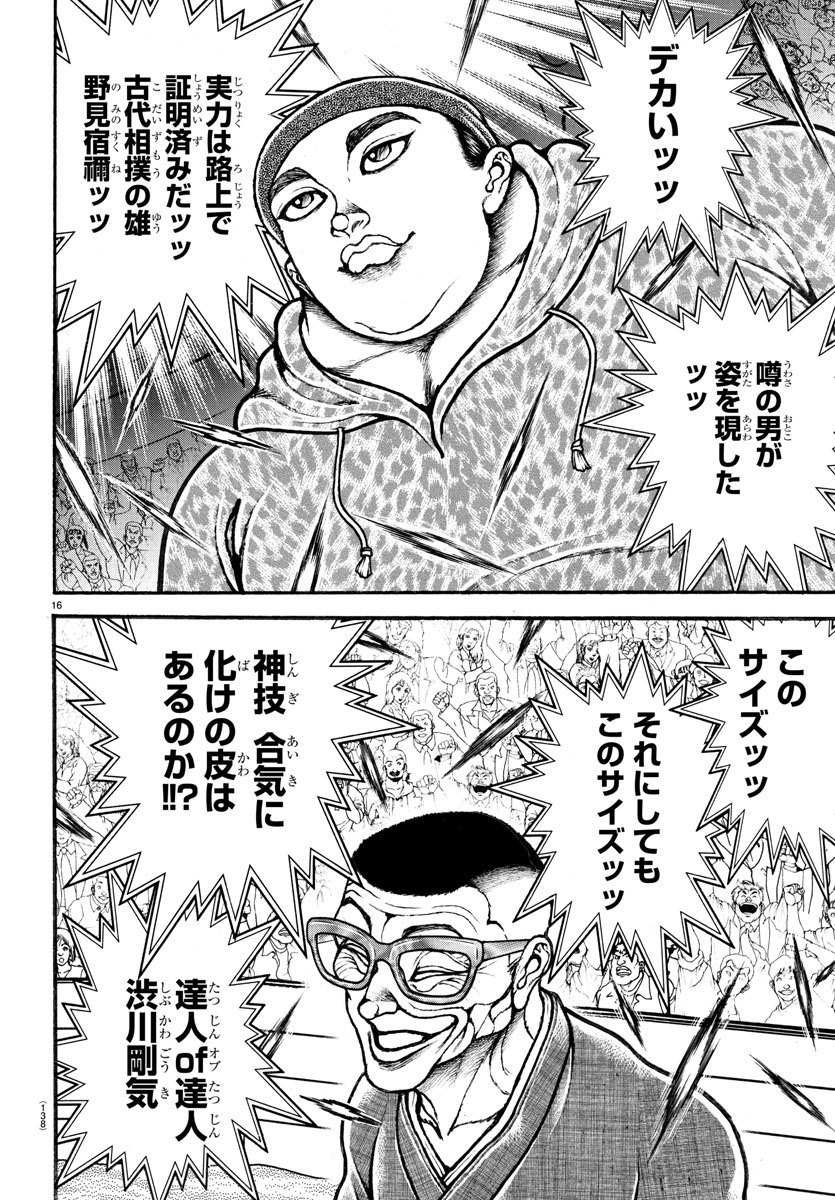 デカいッッ
噂の男が
姿を現した
ッッ
実力は路上で
証明済みだッッ
古代相撲の雄
野見宿禰ッッ
16
この
サイズッッ
それにしても
このサイズッッ
神技 合気に
化けの皮は
あるのか!!?
達人of達人
渋川剛気
(138)